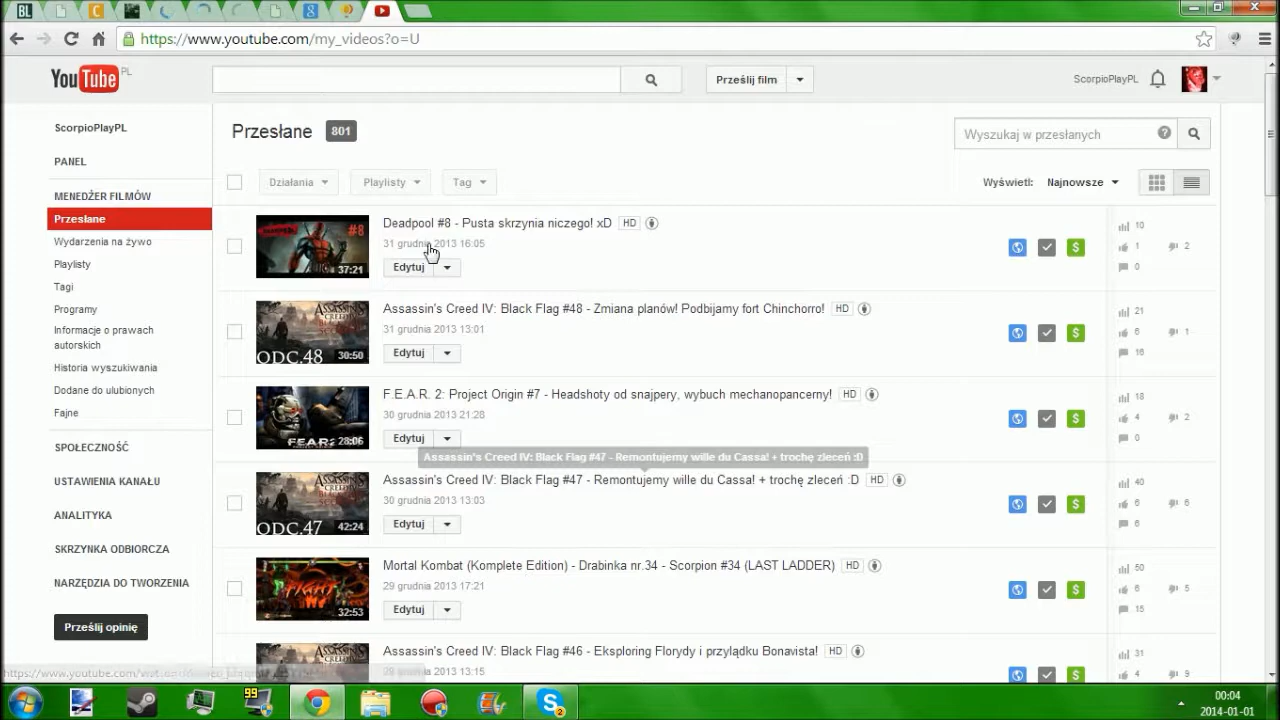 https://www.youtube.com/my_videos?o=U
YouTube PL
Prześlij film
ScorpioPlayPL
ScorpioPlayPL
PANEL
MENEDŻER FILMÓW
Przesłane
Wydarzenia na żywo
Playlisty
Tagi
Programy
Informacje o prawach
autorskich
Historia wyszukiwania
Dodane do ulubionych
Fajne
SPOŁECZNOŚĆ
USTAWIENIA KANAŁU
ANALITYKA
SKRZYNKA ODBIORCZA
NARZĘDZIA DO TWORZENIA
Prześlij opinię
Przesłane 801
Wyszukaj w przesłanych
Działania
Playlisty
Tag
Wyświetl: Najnowsze
#8
37:21
Deadpool #8 - Pusta skrzynia niczego! xD HD
31 grudnia 2013 16:05
Edytuj
10
1 2
0
ODC.48 30:50
Assassin's Creed IV: Black Flag #48 - Zmiana planów! Podbijamy fort Chinchorro! HD
31 grudnia 2013 13:01
Edytuj
21
6 1
16
FEAR2 28:06
F.E.A.R. 2: Project Origin #7 - Headshoty od snajpery, wybuch mechanopancerny! HD
30 grudnia 2013 21:28
Edytuj
18
4 2
0
Assassin's Creed IV: Black Flag #47 - Remontujemy wille du Cassa! + trochę zleceń :D
ODC.47 42:24
Assassin's Creed IV: Black Flag #47 - Remontujemy wille du Cassa! + trochę zleceń :D HD
30 grudnia 2013 13:03
Edytuj
40
6 6
6
FIGHT 32:53
Mortal Kombat (Komplete Edition) - Drabinka nr.34 - Scorpion #34 (LAST LADDER) HD
29 grudnia 2013 17:21
Edytuj
50
8 5
15
Assassin's Creed IV: Black Flag #46 - Eksploring Florydy i przylądku Bonavista! HD
29 grudnia 2013 13:15
31
4 9
99
2
00:04
2014-01-01